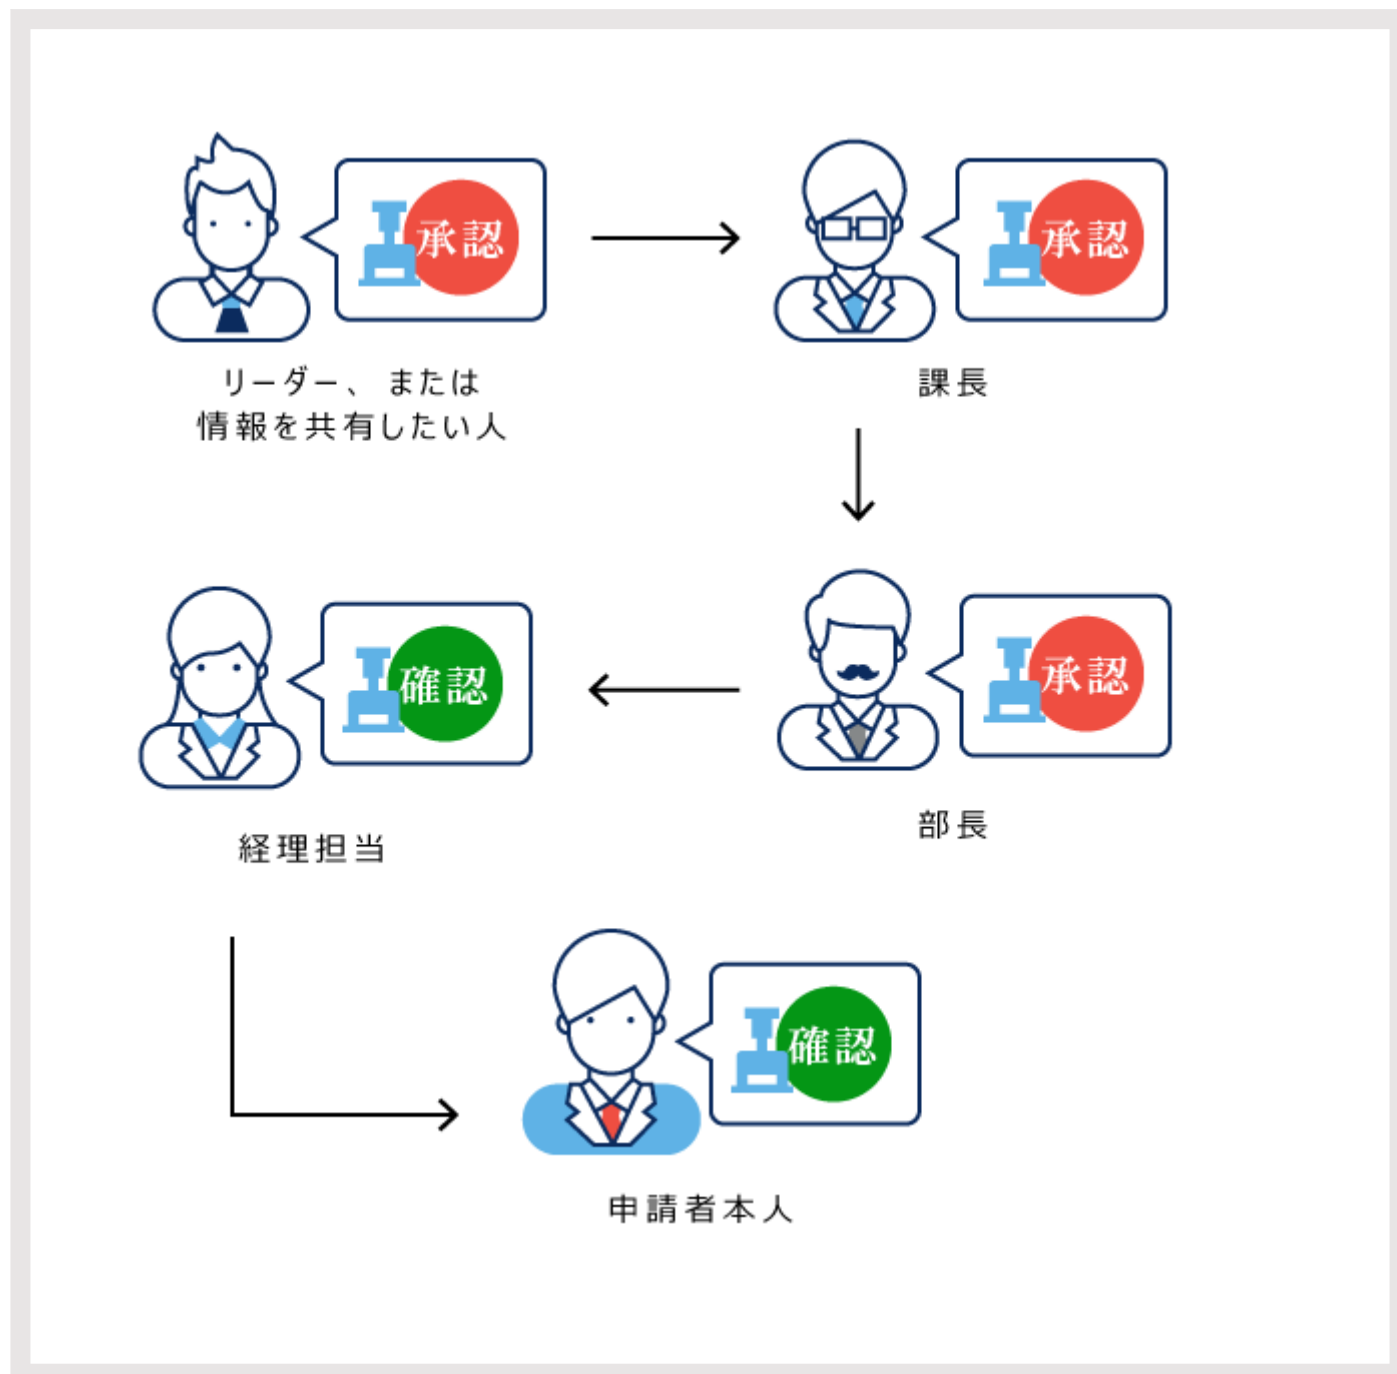 承認
リーダー、または
情報を共有したい人
承認
課長
承認
部長
確認
経理担当
確認
申請者本人